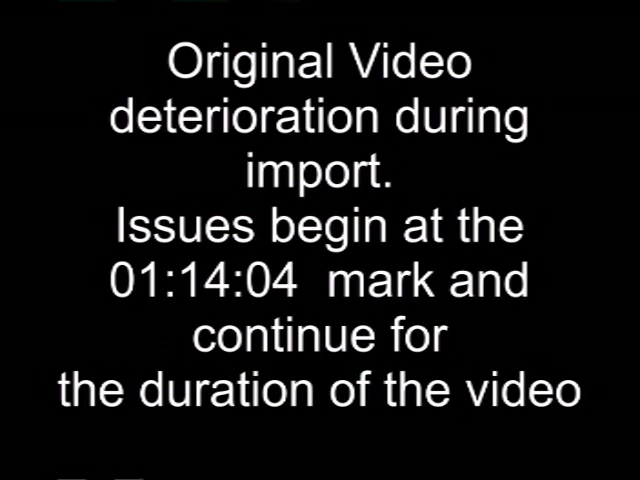 Original Video
deterioration during
import.
Issues begin at the
01:14:04  mark and
continue for
the duration of the video